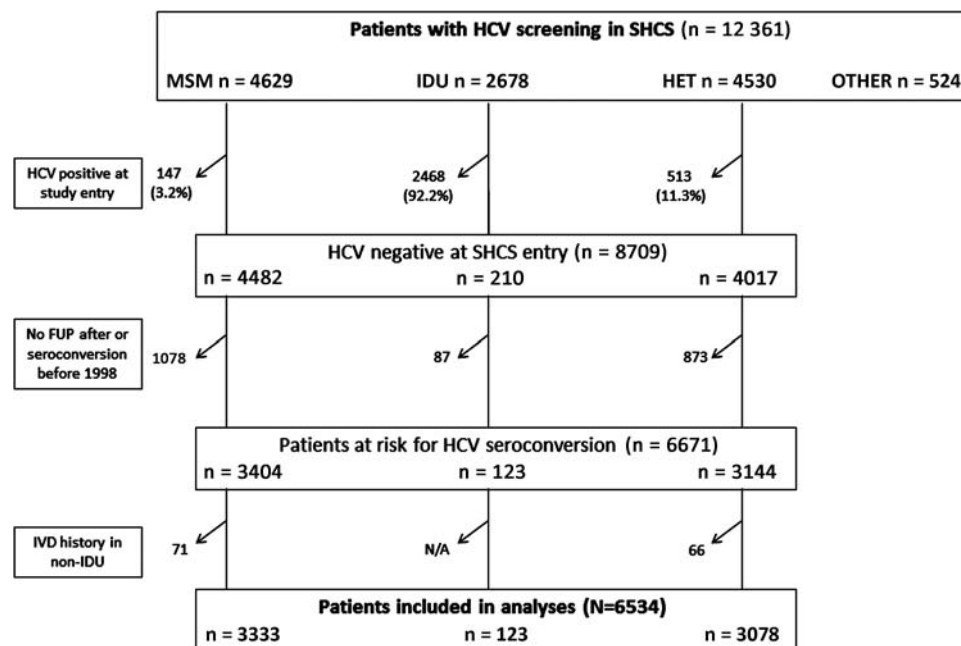 Patients with HCV screening in SHCS (n = 12 361)
MSM n = 4629 IDU n = 2678 HET n = 4530 OTHER n = 524
HCV positive at
study entry
147
(3.2%)
2468
(92.2%)
513
(11.3%)
HCV negative at SHCS entry (n = 8709)
n = 4482 n = 210 n = 4017
No FUP after or
seroconversion
before 1998
1078 87 873
Patients at risk for HCV seroconversion (n = 6671)
n = 3404 n = 123 n = 3144
IVD history in
non-IDU
71 N/A 66
Patients included in analyses (N=6534)
n = 3333 n = 123 n = 3078